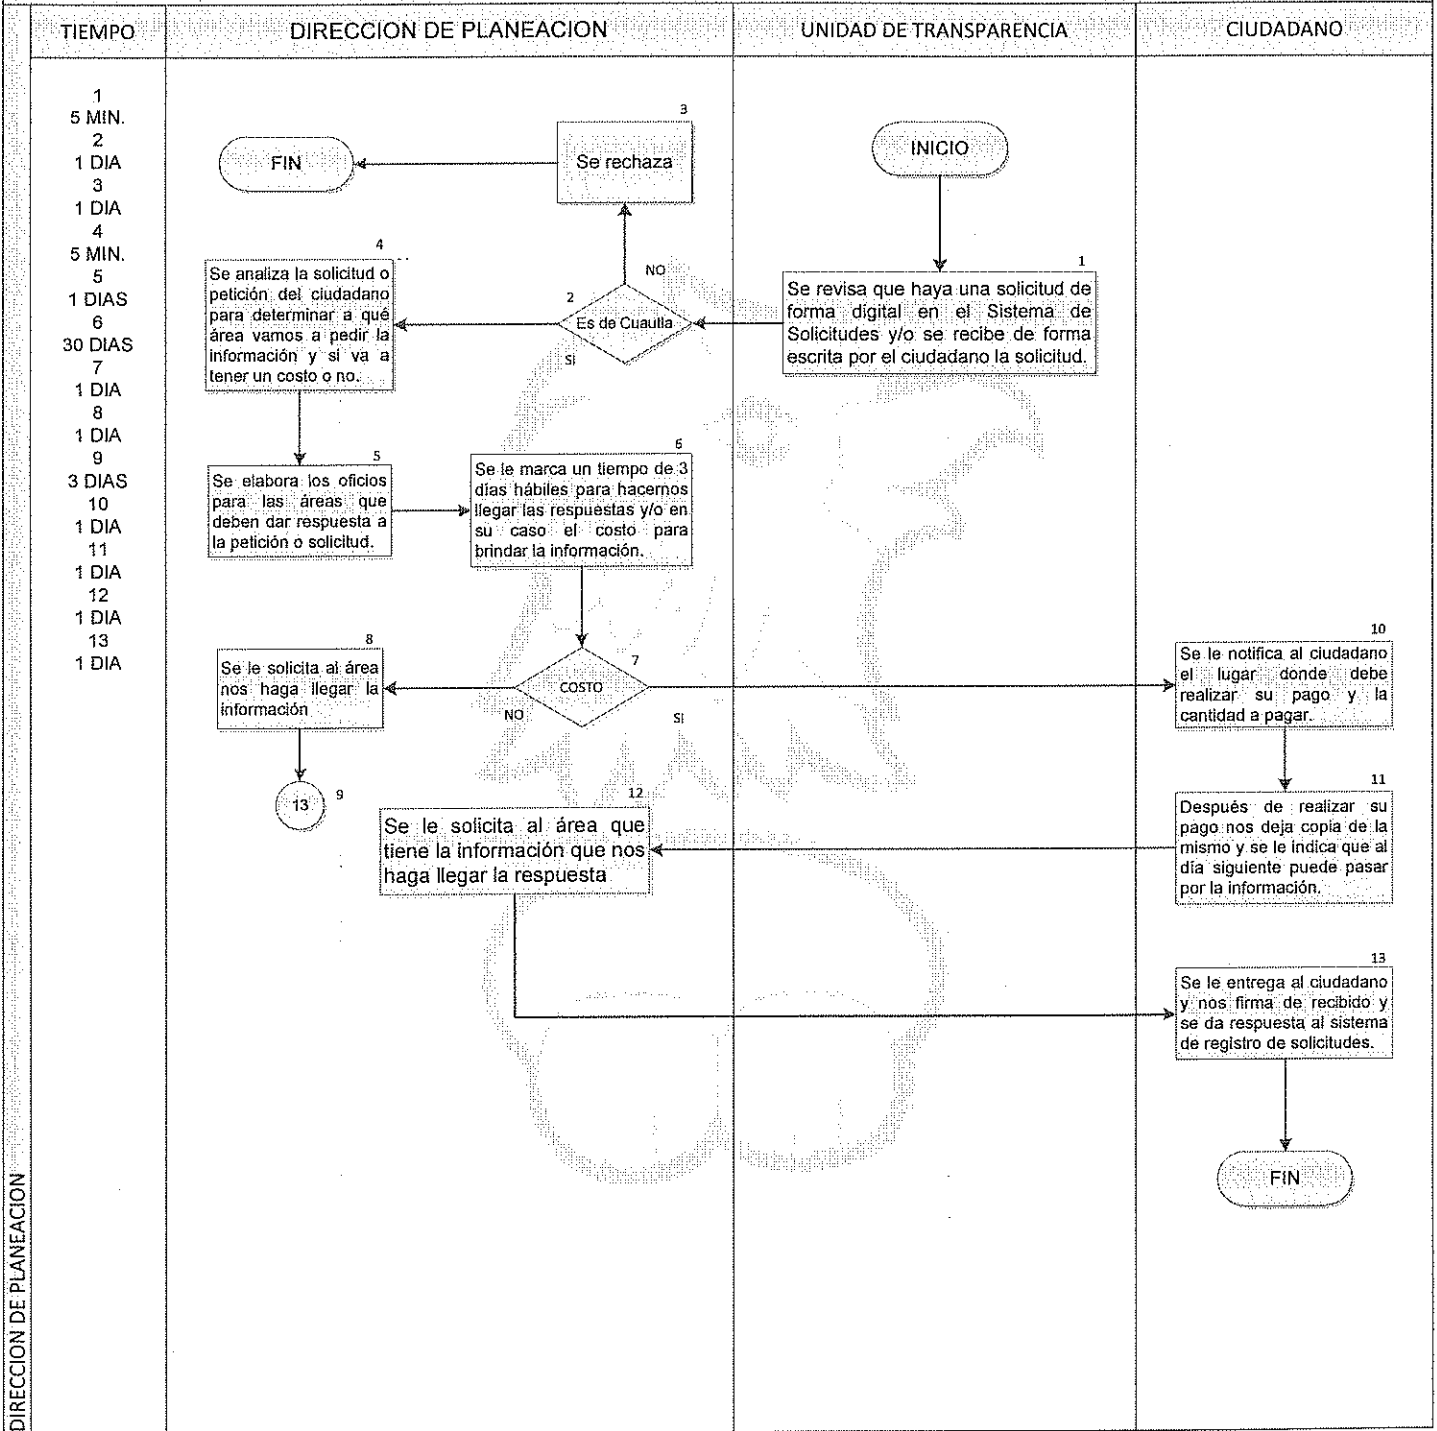 TIEMPO
DIRECCION DE PLANEACION
UNIDAD DE TRANSPARENCIA
CIUDADANO
1
5 MIN.
2
1 DIA
3
1 DIA
4
5 MIN.
5
1 DIAS
6
30 DIAS
7
1 DIA
8
1 DIA
9
3 DIAS
10
1 DIA
11
1 DIA
12
1 DIA
13
1 DIA
INICIO
1
Se revisa que haya una solicitud de
forma digital en el Sistema de
Solicitudes y/o se recibe de forma
escrita por el ciudadano la solicitud.
2
Es de Cuautla
NO
SI
3
Se rechaza
FIN
4
Se analiza la solicitud o
petición del ciudadano
para determinar a qué
área vamos a pedir la
información y si va a
tener un costo o no.
5
Se elabora los oficios
para las áreas que
deben dar respuesta a
la petición o solicitud.
6
Se le marca un tiempo de 3
días hábiles para hacernos
llegar las respuestas y/o en
su caso el costo para
brindar la información.
7
COSTO
NO
SI
8
Se le solicita al área
nos haga llegar la
información
13
9
10
Se le notifica al ciudadano
el lugar donde debe
realizar su pago y la
cantidad a pagar.
11
Después de realizar su
pago nos deja copia de la
mismo y se le indica que al
día siguiente puede pasar
por la información.
12
Se le solicita al área que
tiene la información que nos
haga llegar la respuesta
13
Se le entrega al ciudadano
y nos firma de recibido y
se da respuesta al sistema
de registro de solicitudes.
FIN
DIRECCION DE PLANEACION